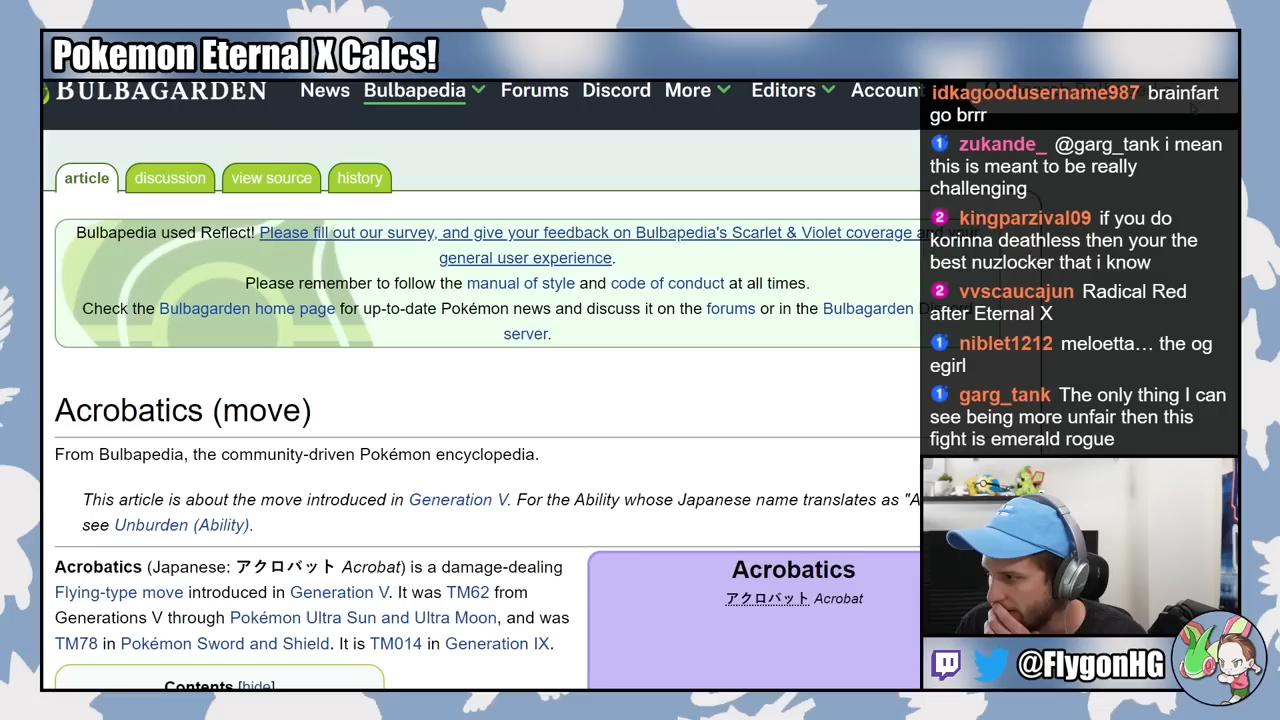 Pokemon Eternal X Calcs!
BULBAGARDEN
News
Bulbapedia
Forums
Discord
More
Editors
Account
article
discussion
view source
history
Bulbapedia used Reflect! Please fill out our survey, and give your feedback on Bulbapedia's Scarlet & Violet coverage and your
general user experience.
Please remember to follow the manual of style and code of conduct at all times.
Check the Bulbagarden home page for up-to-date Pokémon news and discuss it on the forums or in the Bulbagarden
server.
Acrobatics (move)
From Bulbapedia, the community-driven Pokémon encyclopedia.
This article is about the move introduced in Generation V. For the Ability whose Japanese name translates as "A
see Unburden (Ability).
Acrobatics (Japanese: アクロバット Acrobat) is a damage-dealing
Flying-type move introduced in Generation V. It was TM62 from
Generations V through Pokémon Ultra Sun and Ultra Moon, and was
TM78 in Pokémon Sword and Shield. It is TM014 in Generation IX.
Contents [hide]
Acrobatics
アクロバット Acrobat
idkagoodusername987 brainfart
go brrr
1 zukande_ @garg_tank i mean
this is meant to be really
challenging
2 kingparzival09 if you do
korinna deathless then your the
best nuzlocker that i know
2 vvscaucajun Radical Red
after Eternal X
1 niblet1212 meloetta… the og
egirl
1 garg_tank The only thing I can
see being more unfair then this
fight is emerald rogue
@FlygonHG